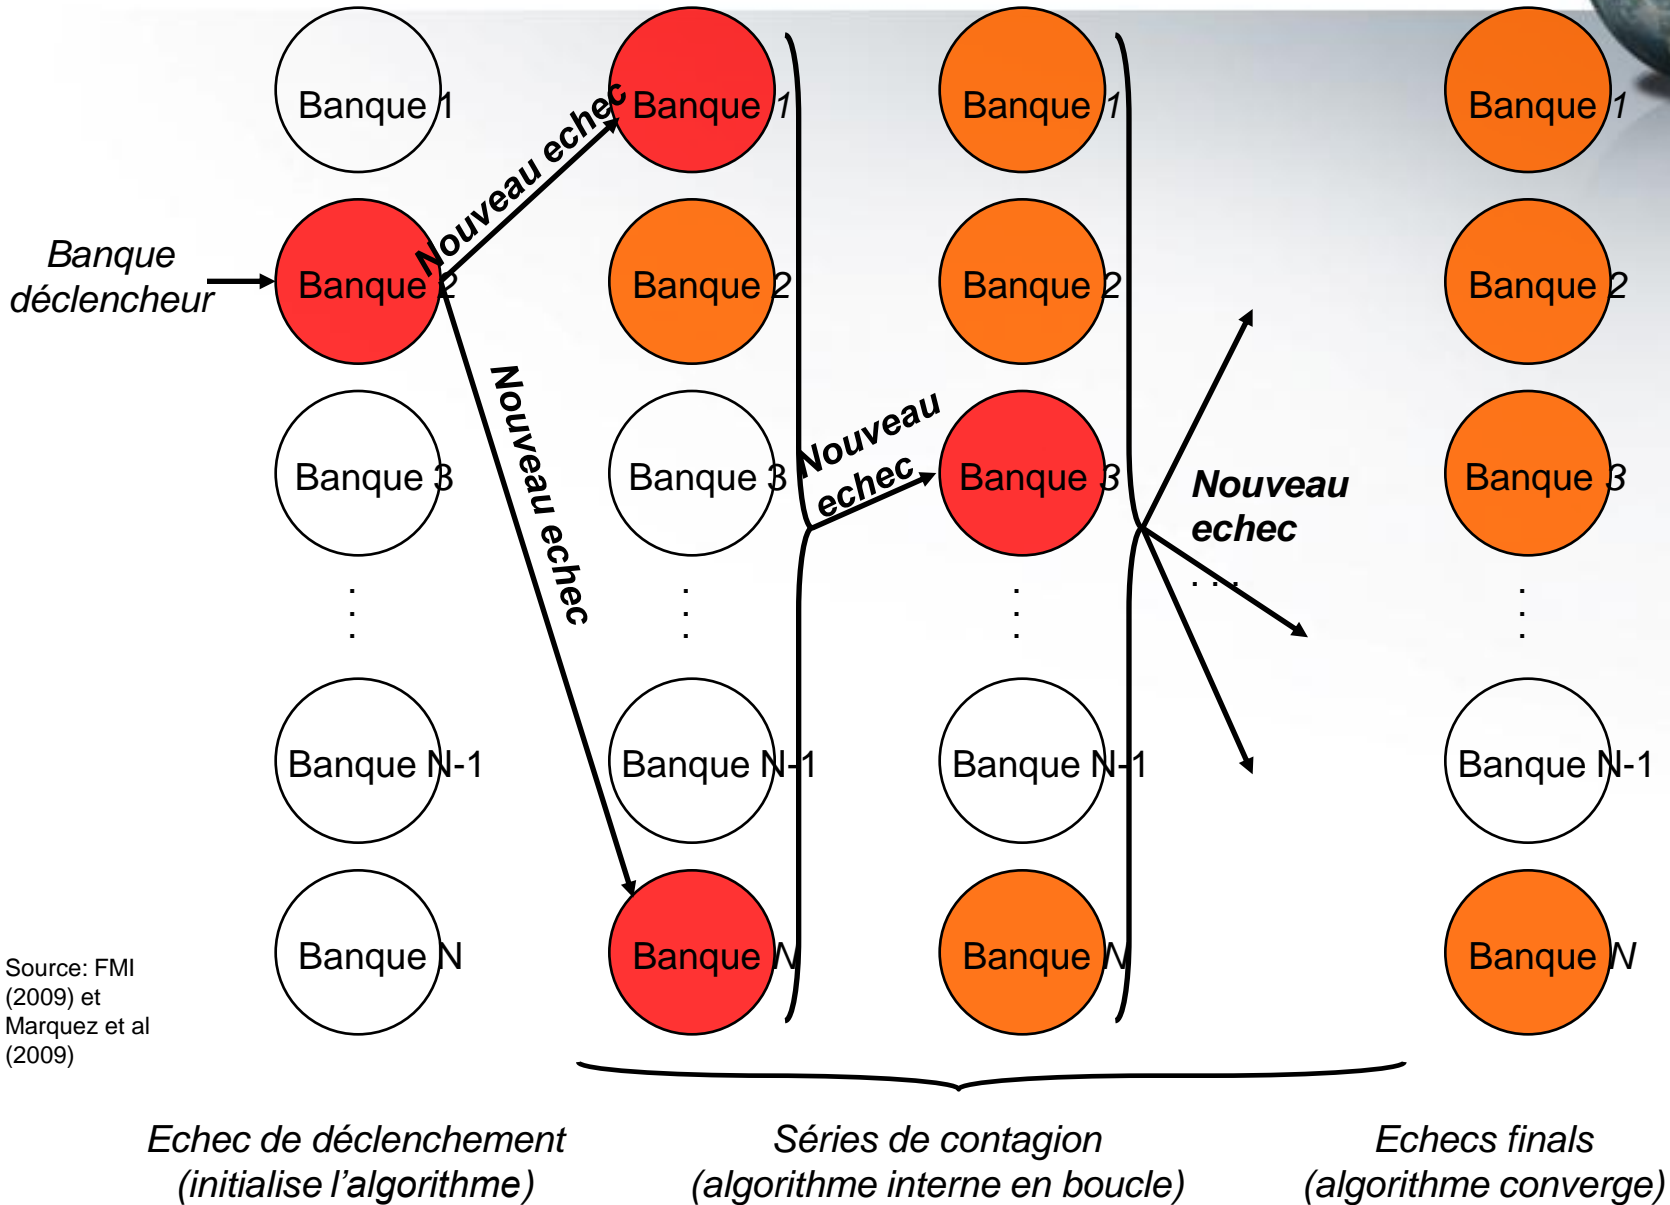 Banque 1
Banque 1
Banque 1
Banque 1
Nouveau echec
Banque
déclencheur
Banque 2
Banque 2
Banque 2
Banque 2
Nouveau echec
Banque 3
Banque 3
Nouveau
echec
Banque 3
Nouveau
echec
. . .
Banque 3
Banque N-1
Banque N-1
Banque N-1
Banque N-1
Banque N
Banque N
Banque N
Banque N
Source: FMI
(2009) et
Marquez et al
(2009)
Echec de déclenchement
(initialise l’algorithme)
Séries de contagion
(algorithme interne en boucle)
Echecs finals
(algorithme converge)